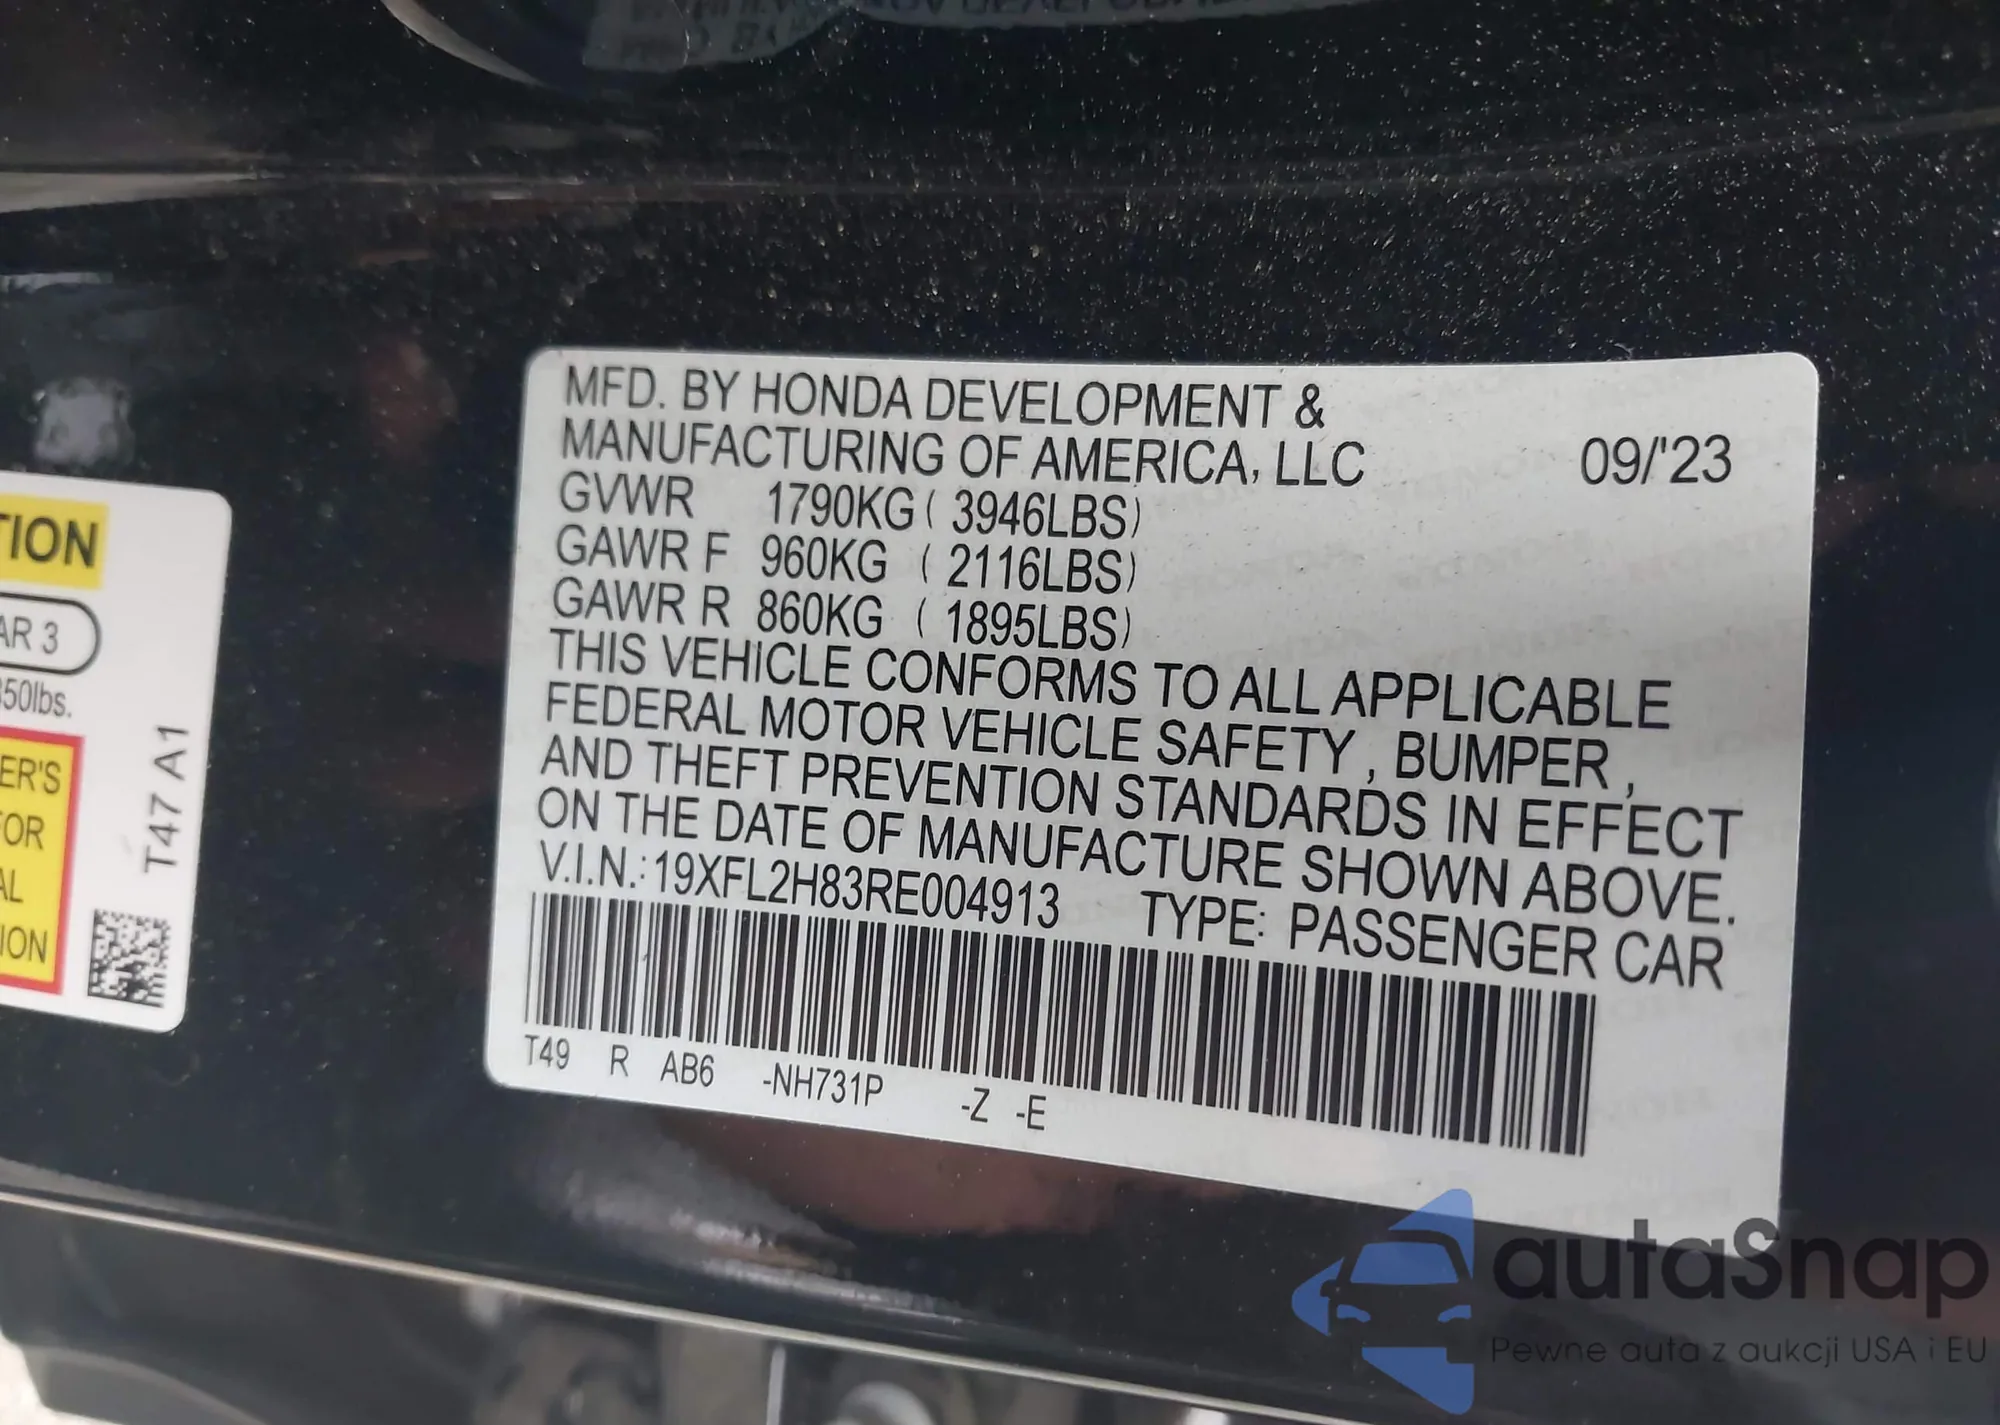 MFD. BY HONDA DEVELOPMENT &
MANUFACTURING OF AMERICA, LLC 09/'23
GVWR 1790KG ( 3946LBS)
GAWR F 960KG ( 2116LBS)
GAWR R 860KG ( 1895LBS)
THIS VEHICLE CONFORMS TO ALL APPLICABLE
FEDERAL MOTOR VEHICLE SAFETY , BUMPER ,
AND THEFT PREVENTION STANDARDS IN EFFECT
ON THE DATE OF MANUFACTURE SHOWN ABOVE.
V.I.N.: 19XFL2H83RE004913 TYPE: PASSENGER CAR
T49 R AB6 -NH731P -Z -E
TION
AR 3
350lbs.
ER'S
FOR
AL
ION
T47 A1
autaSnap
Pewne auta z aukcji USA i EU